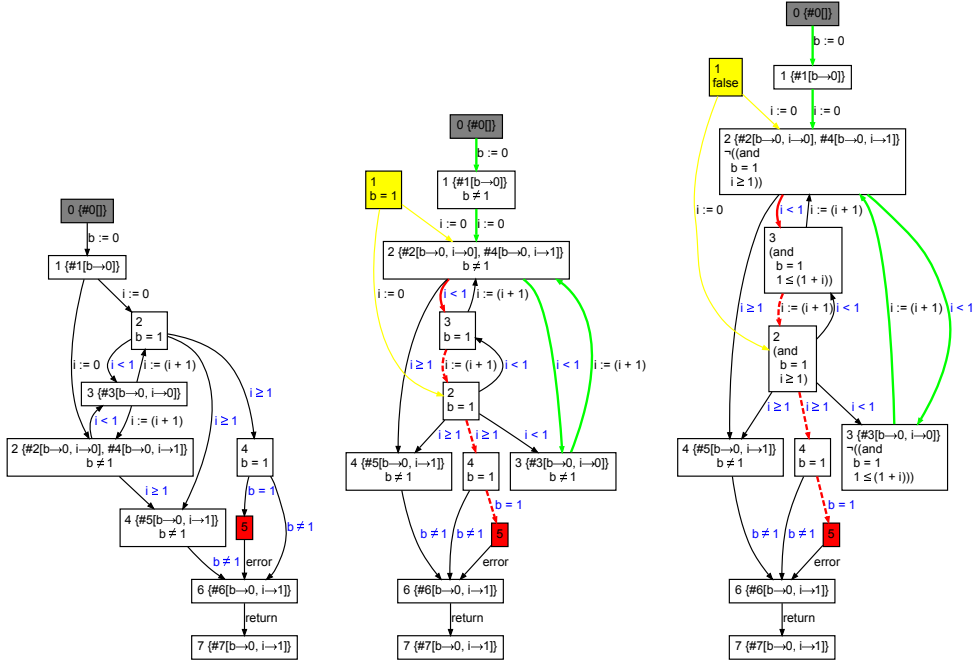 0 {#0[]}
b := 0
1 {#1[b→0]}
i := 0
2
b = 1
i := 0
i < 1
i := (i + 1)
3 {#3[b→0, i→0]}
i ≥ 1
i ≥ 1
i < 1
i := (i + 1)
2 {#2[b→0, i→0], #4[b→0, i→1]}
b ≠ 1
4
b = 1
i ≥ 1
b = 1
4 {#5[b→0, i→1]}
b ≠ 1
5
b ≠ 1
b ≠ 1
error
6 {#6[b→0, i→1]}
return
7 {#7[b→0, i→1]}
0 {#0[]}
b := 0
1
b = 1
1 {#1[b→0]}
b ≠ 1
i := 0
i := 0
2 {#2[b→0, i→0], #4[b→0, i→1]}
b ≠ 1
i := 0
i < 1
i := (i + 1)
3
b = 1
i ≥ 1
i := (i + 1)
i < 1
i < 1
i := (i + 1)
2
b = 1
i ≥ 1
i ≥ 1
i < 1
4 {#5[b→0, i→1]}
b ≠ 1
4
b = 1
3 {#3[b→0, i→0]}
b ≠ 1
b = 1
b ≠ 1
b ≠ 1
5
error
6 {#6[b→0, i→1]}
return
7 {#7[b→0, i→1]}
0 {#0[]}
b := 0
1
false
1 {#1[b→0]}
i := 0
i := 0
2 {#2[b→0, i→0], #4[b→0, i→1]}
¬((and
b = 1
i ≥ 1))
i := 0
i < 1
i := (i + 1)
3
(and
b = 1
1 ≤ (1 + i))
i ≥ 1
i := (i + 1)
i < 1
i := (i + 1)
i < 1
2
(and
b = 1
i ≥ 1)
i ≥ 1
i ≥ 1
i < 1
4 {#5[b→0, i→1]}
b ≠ 1
4
b = 1
3 {#3[b→0, i→0]}
¬((and
b = 1
1 ≤ (1 + i)))
b = 1
b ≠ 1
b ≠ 1
5
error
6 {#6[b→0, i→1]}
return
7 {#7[b→0, i→1]}